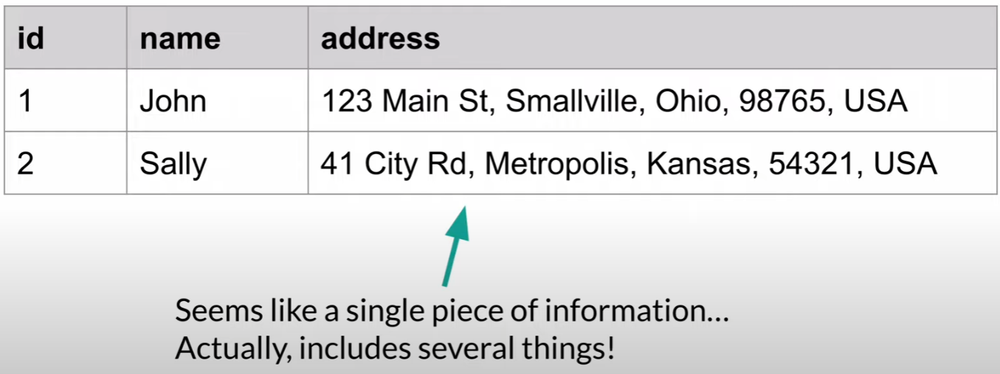 id name address
1 John 123 Main St, Smallville, Ohio, 98765, USA
2 Sally 41 City Rd, Metropolis, Kansas, 54321, USA
Seems like a single piece of information...
Actually, includes several things!